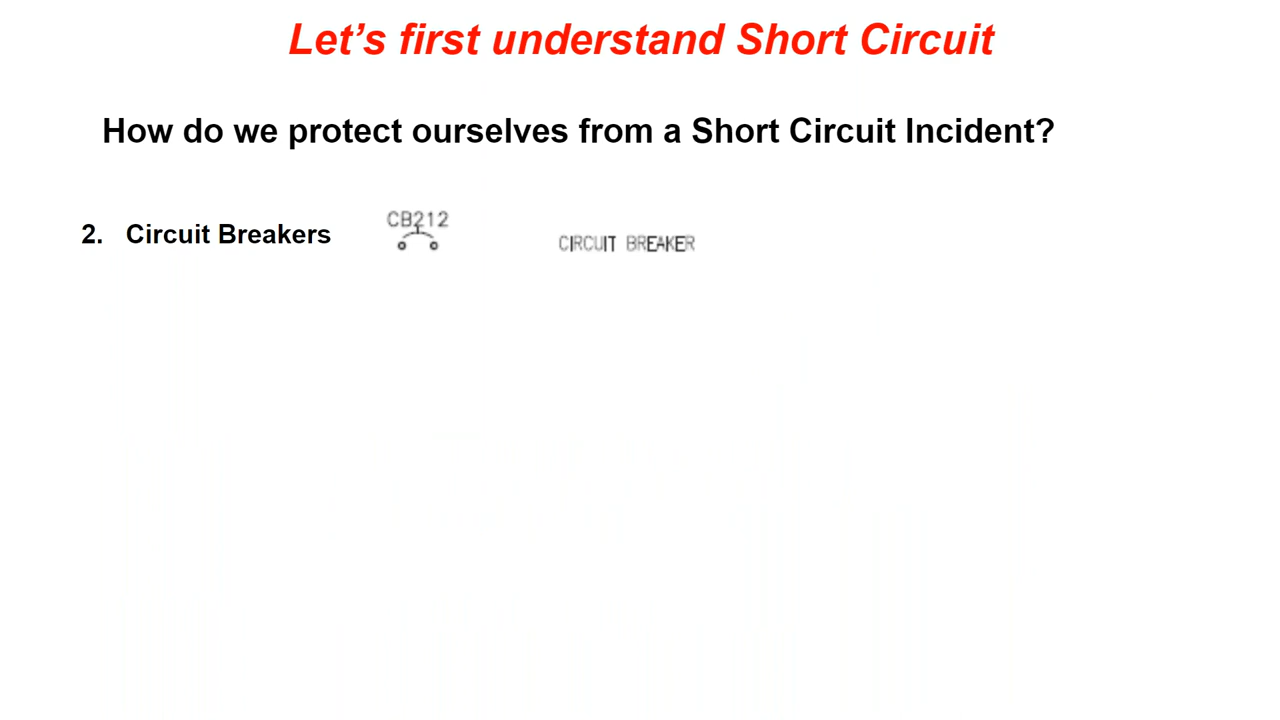 Let’s first understand Short Circuit
How do we protect ourselves from a Short Circuit Incident?
2. Circuit Breakers
CB212
CIRCUIT BREAKER